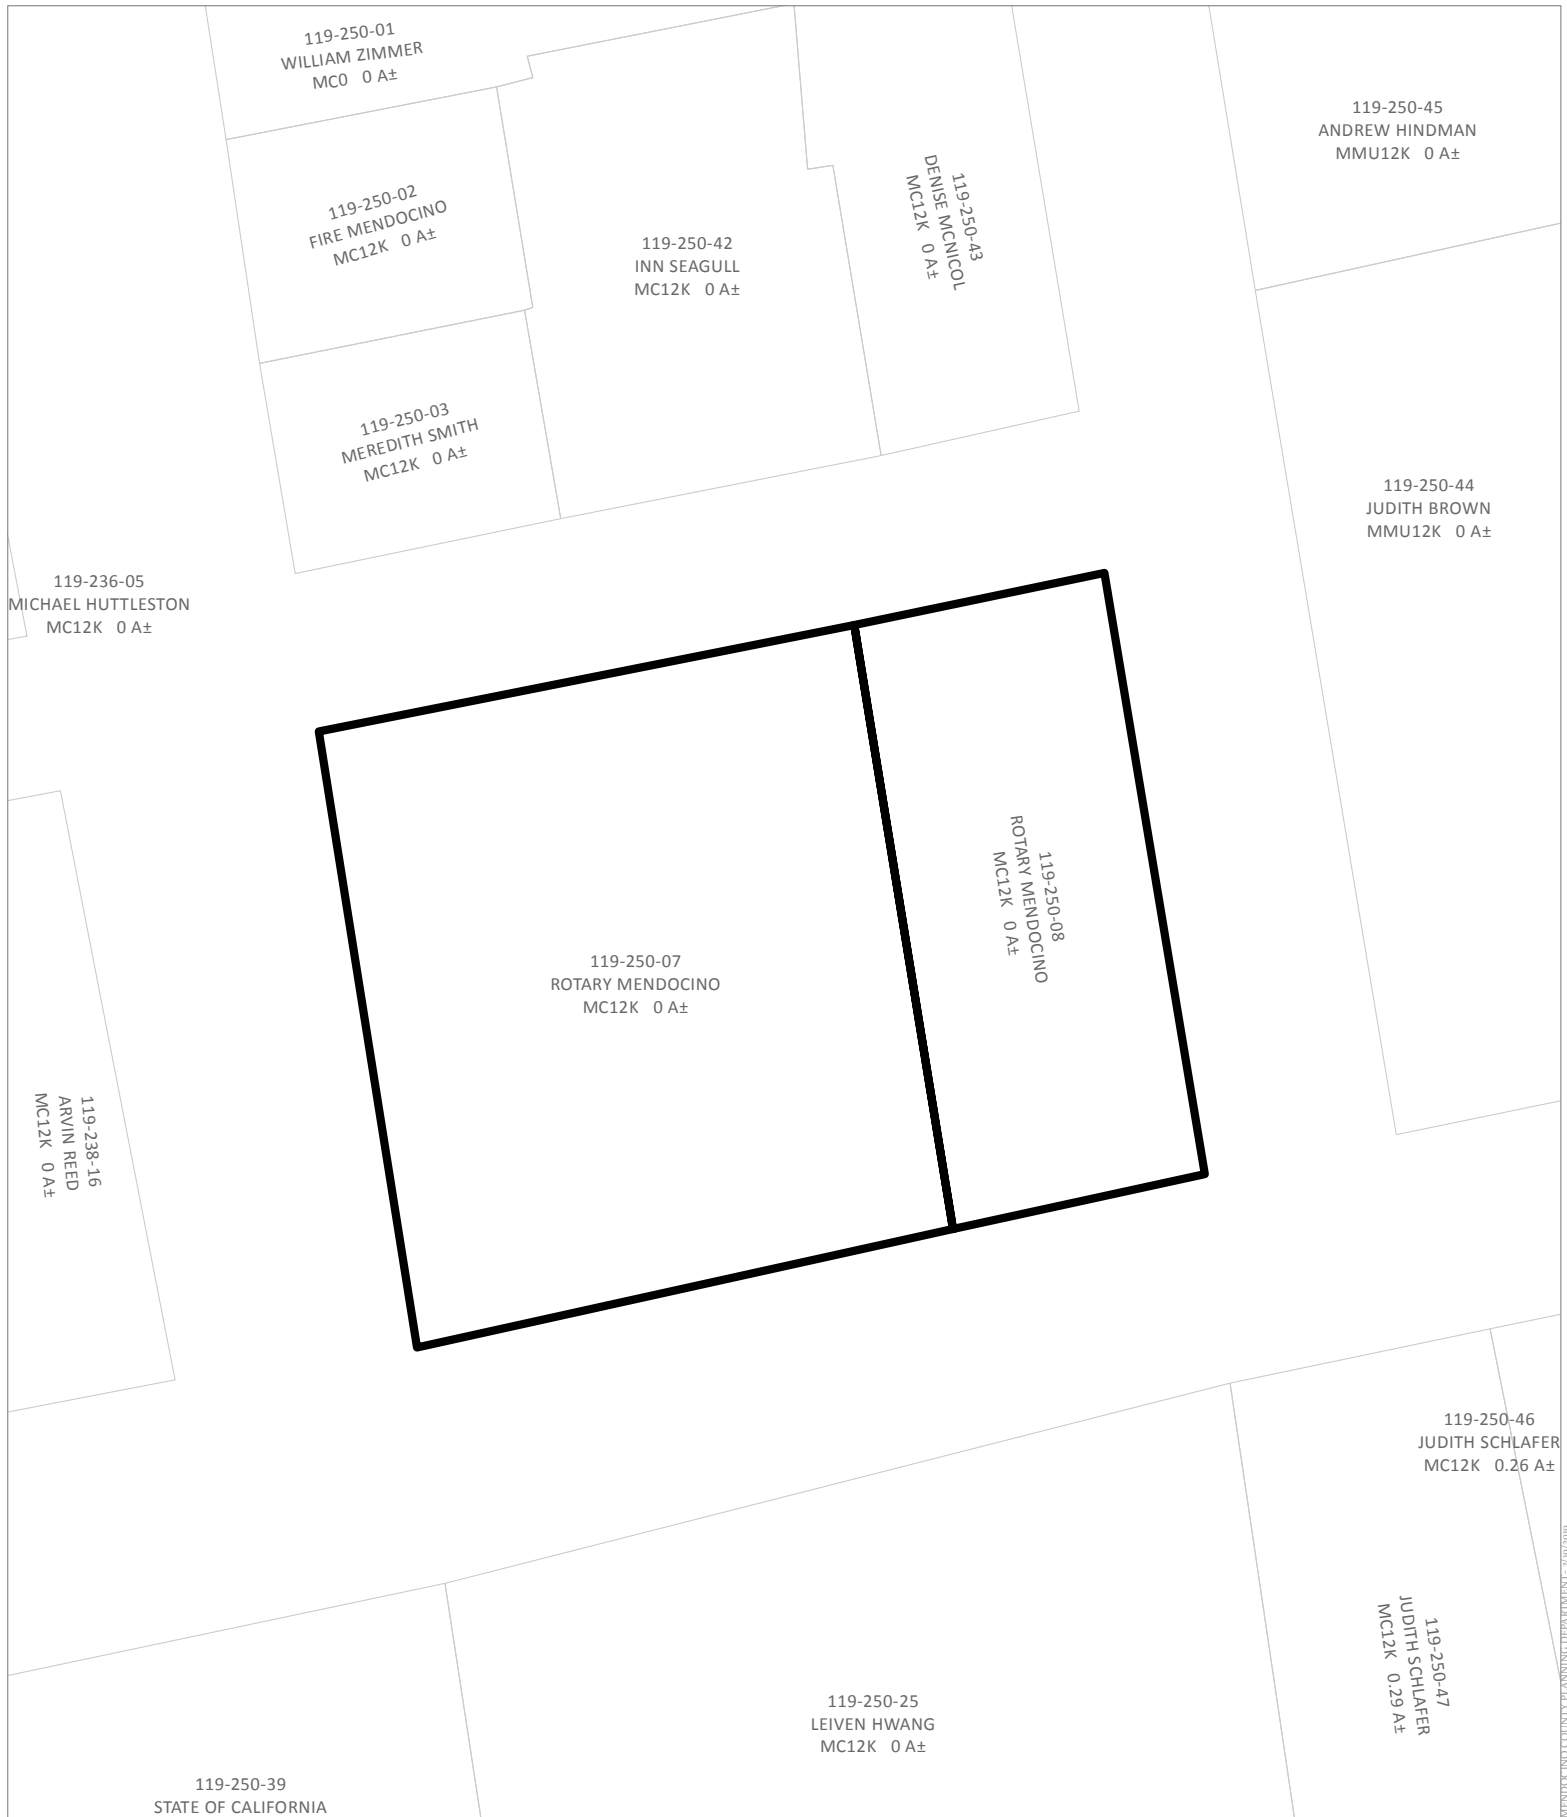 119-250-01
WILLIAM ZIMMER
MC0 0 A±
119-250-45
ANDREW HINDMAN
MMU12K 0 A±
119-250-02
FIRE MENDOCINO
MC12K 0 A±
119-250-42
INN SEAGULL
MC12K 0 A±
119-250-43
DENISE MCNICOL
MC12K 0 A±
119-250-03
MEREDITH SMITH
MC12K 0 A±
119-250-44
JUDITH BROWN
MMU12K 0 A±
119-236-05
MICHAEL HUTTLESTON
MC12K 0 A±
119-250-08
ROTARY MENDOCINO
MC12K 0 A±
119-250-07
ROTARY MENDOCINO
MC12K 0 A±
119-238-16
ARVIN REED
MC12K 0 A±
119-250-46
JUDITH SCHLAFER
MC12K 0.26 A±
119-250-47
JUDITH SCHLAFER
MC12K 0.29 A±
119-250-25
LEIVEN HWANG
MC12K 0 A±
119-250-39
STATE OF CALIFORNIA
MENDOCINO COUNTY PLANNING DEPARTMENT -